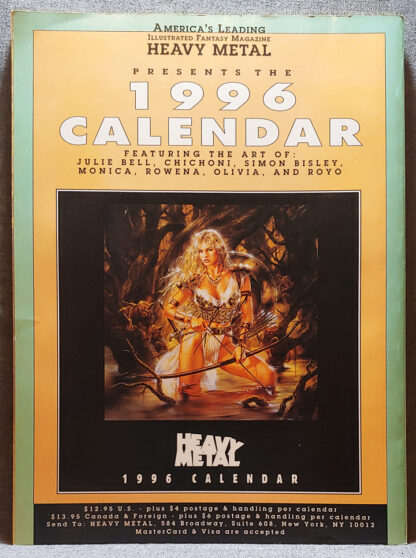 AMERICA'S LEADING
ILLUSTRATED FANTASY MAGAZINE
HEAVY METAL
PRESENTS THE
1996
CALENDAR
FEATURING THE ART OF:
JULIE BELL, CHICHONI, SIMON BISLEY,
MONICA, ROWENA, OLIVIA, AND ROYO
HEAVY
METAL
1996 CALENDAR
$12.95 U.S. - plus $4 postage & handling per calendar
$13.95 Canada & Foreign - plus $6 postage & handling per calendar
Send To: HEAVY METAL, 584 Broadway, Suite 608, New York, NY 10012
MasterCard & Visa are accepted